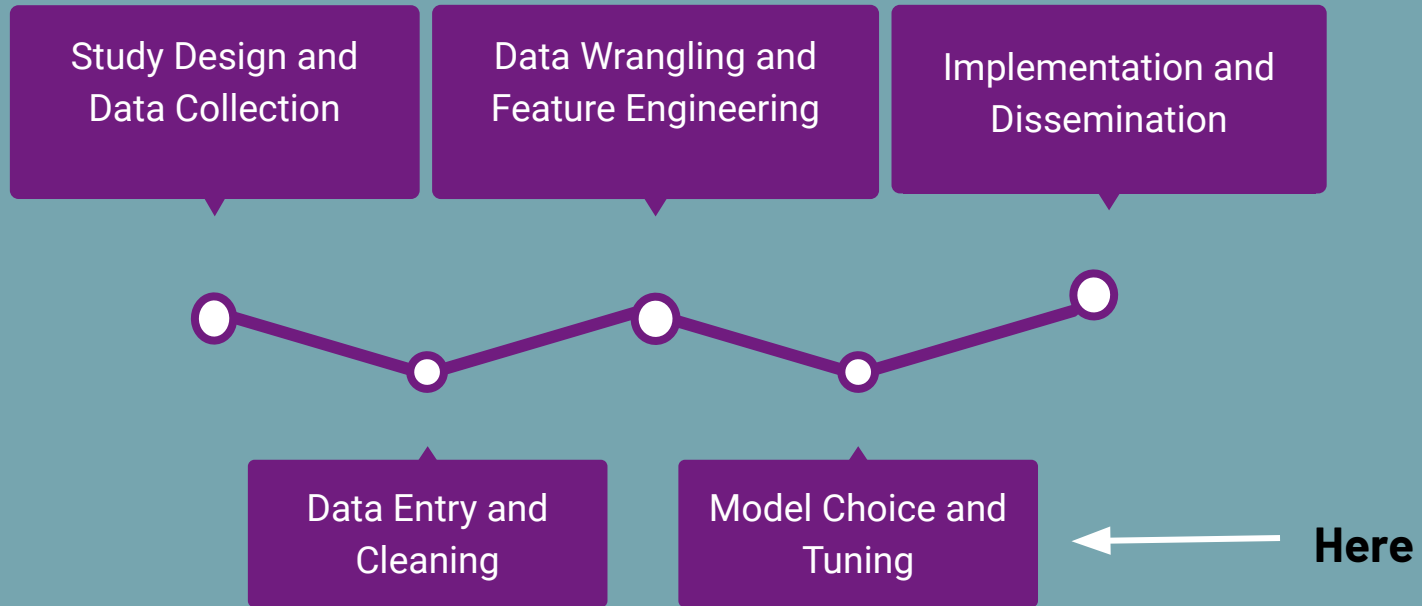 Study Design and
Data Collection
Data Wrangling and
Feature Engineering
Implementation and
Dissemination
Data Entry and
Cleaning
Model Choice and
Tuning
Here